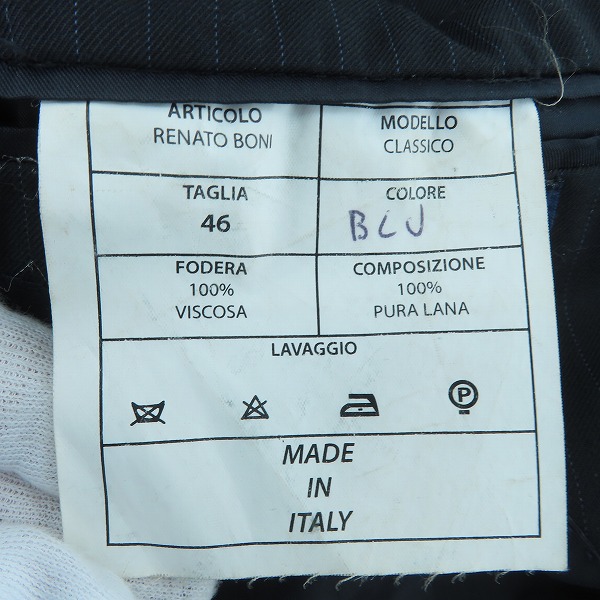 ARTICOLO
RENATO BONI
MODELLO
CLASSICO
TAGLIA
46
COLORE
BLU
FODERA
100%
VISCOSA
COMPOSIZIONE
100%
PURA LANA
LAVAGGIO
P
MADE
IN
ITALY